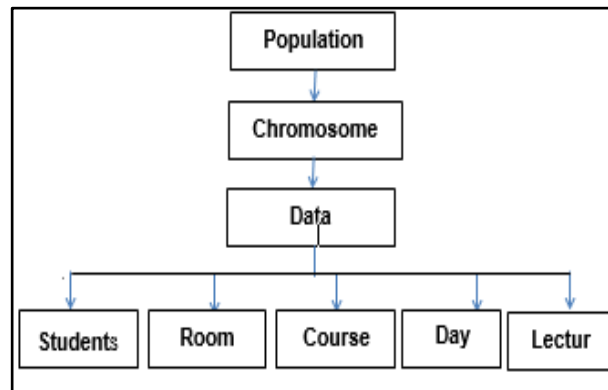 Population
Chromosome
Data
Students
Room
Course
Day
Lectur